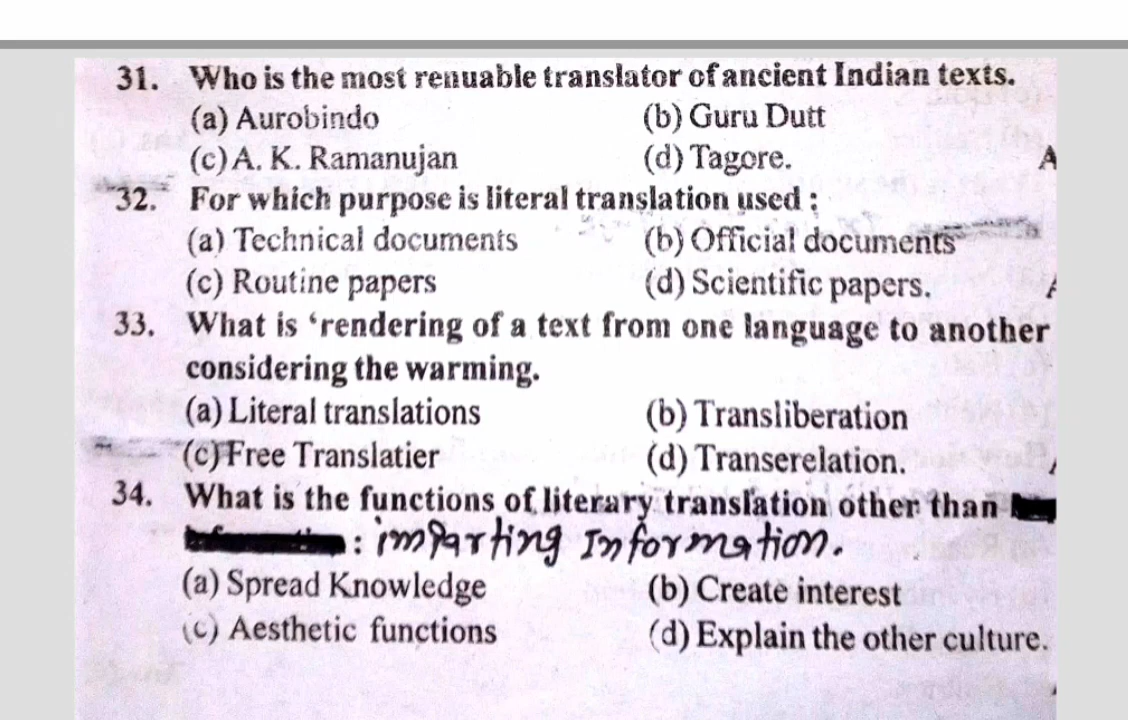 31. Who is the most renuable translator of ancient Indian texts.
(a) Aurobindo (b) Guru Dutt
(c) A. K. Ramanujan (d) Tagore. A
32. For which purpose is literal translation used :
(a) Technical documents (b) Official documents
(c) Routine papers (d) Scientific papers.
33. What is ‘rendering of a text from one language to another
considering the warming.
(a) Literal translations (b) Transliberation
(c) Free Translatier (d) Transerelation.
34. What is the functions of literary translation other than
: imparting Information.
(a) Spread Knowledge (b) Create interest
(c) Aesthetic functions (d) Explain the other culture.